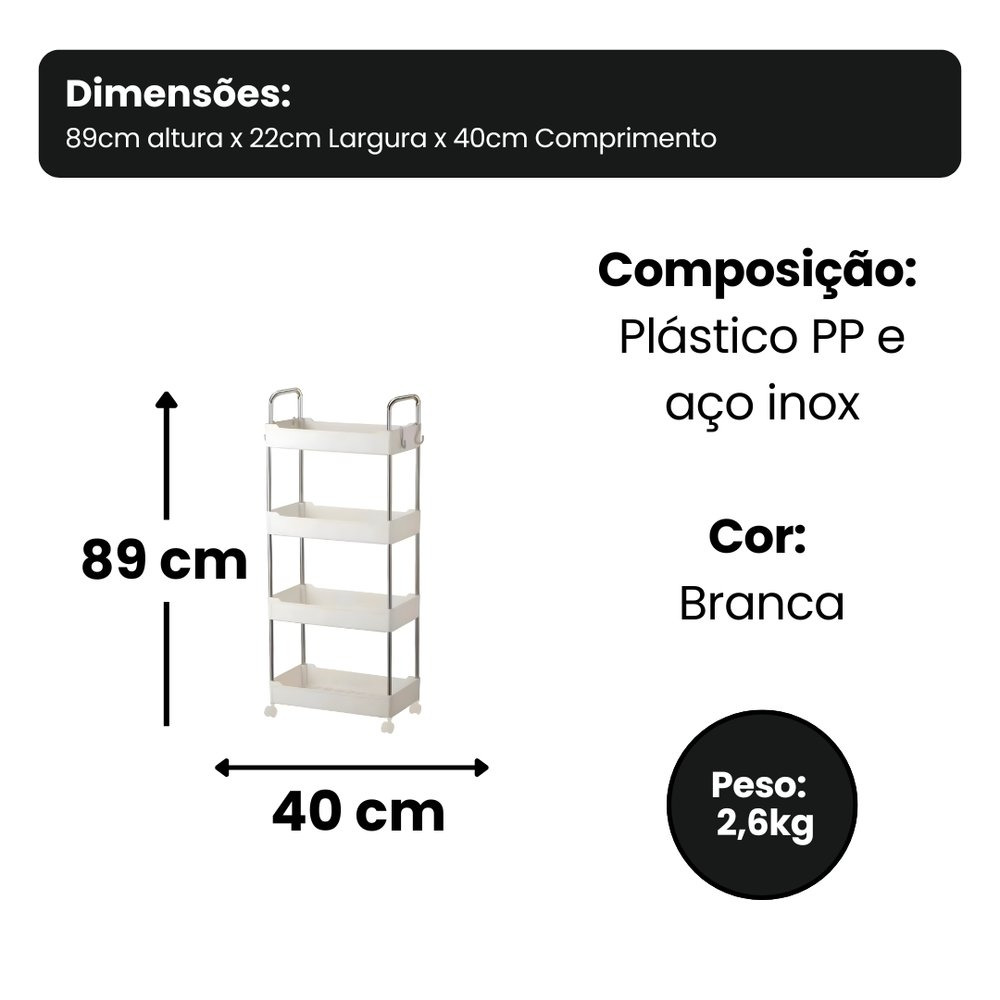 Dimensões:
89cm altura x 22cm Largura x 40cm Comprimento
Composição:
Plástico PP e
aço inox
89 cm
Cor:
Branca
40 cm
Peso:
2,6kg